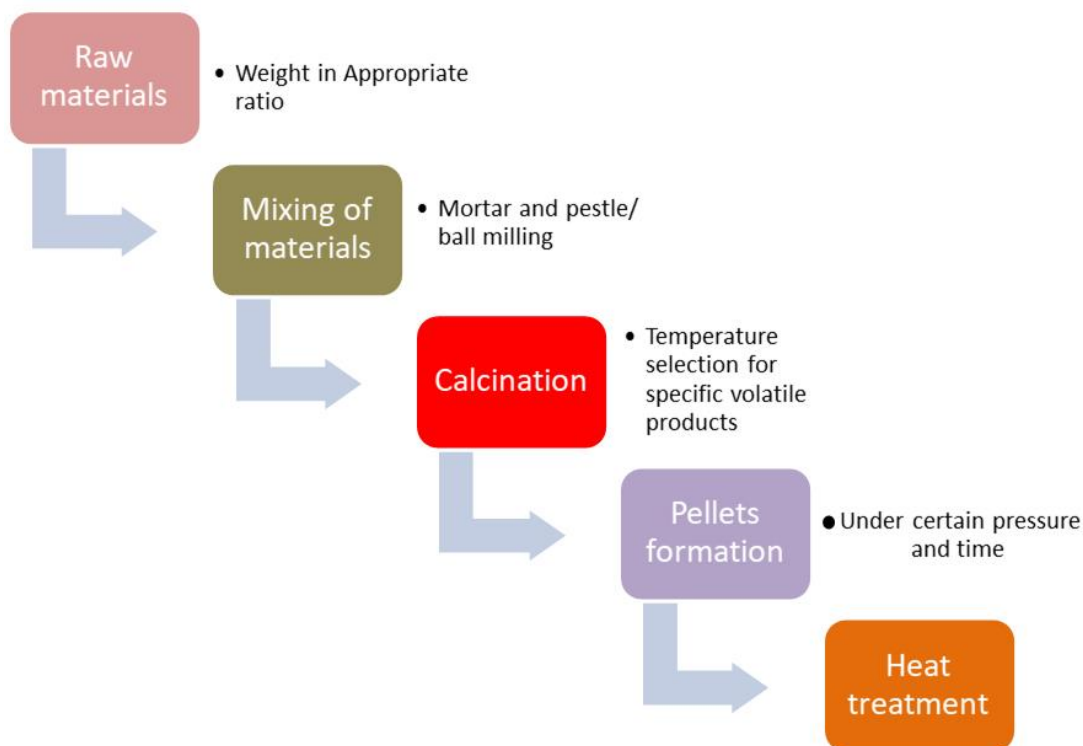 Raw
materials
• Weight in Appropriate
ratio
Mixing of
materials
• Mortar and pestle/
ball milling
Calcination
• Temperature
selection for
specific volatile
products
Pellets
formation
• Under certain pressure
and time
Heat
treatment